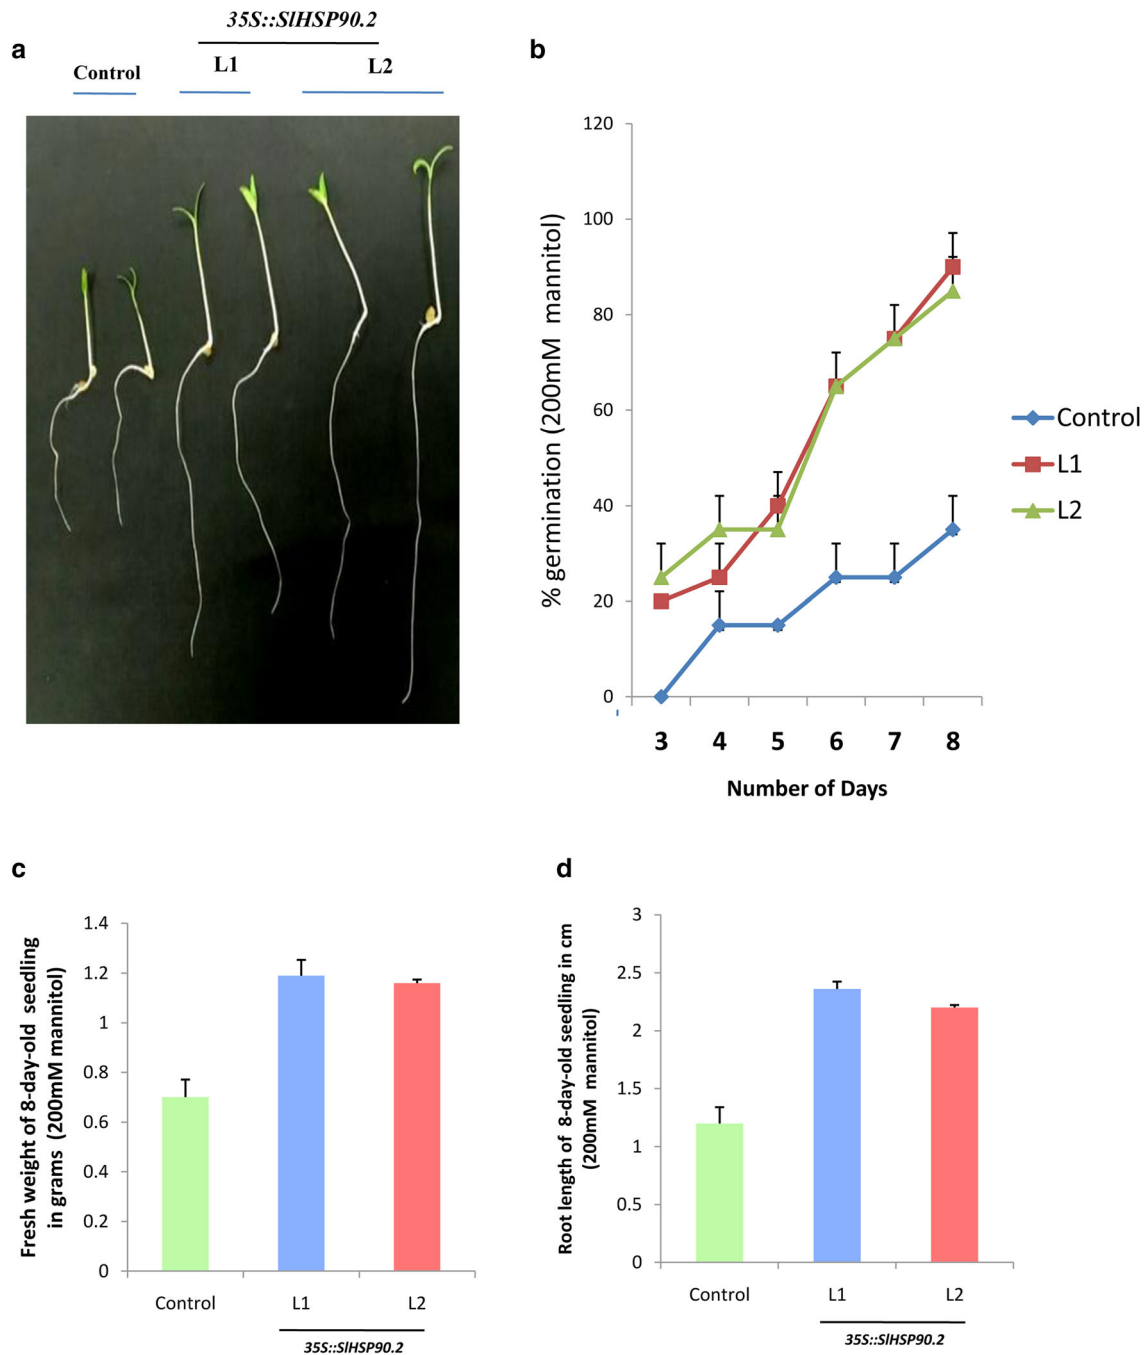 a
35S::SlHSP90.2
Control
L1
L2
b
120
100
80
60
40
20
0
% germination (200mM mannitol)
3 4 5 6 7 8
Number of Days
Control
L1
L2
c
1.4
1.2
1
0.8
0.6
0.4
0.2
0
Fresh weight of 8-day-old seedling
in grams (200mM mannitol)
Control L1 L2
35S::SlHSP90.2
d
3
2.5
2
1.5
1
0.5
0
Root length of 8-day-old seedling in cm
(200mM mannitol)
Control L1 L2
35S::SlHSP90.2